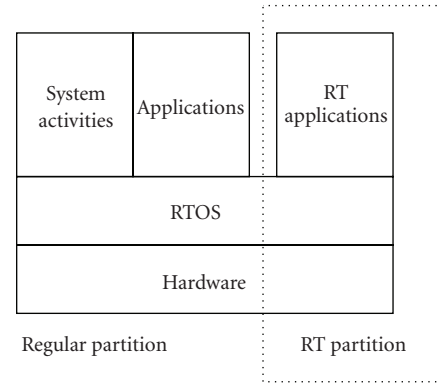 System
activities
Applications
RT
applications
RTOS
Hardware
Regular partition
RT partition